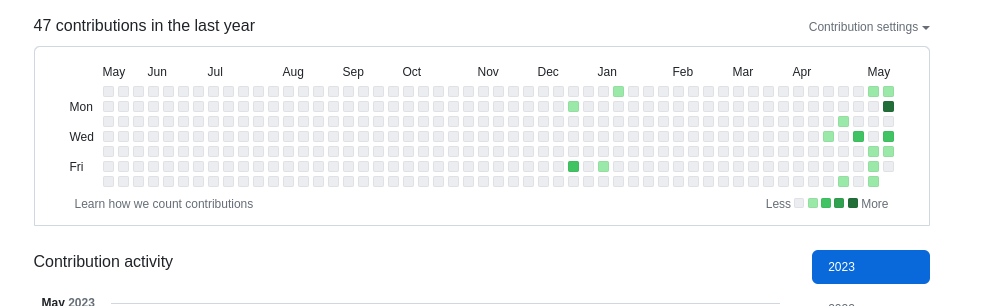 47 contributions in the last year
Contribution settings
May Jun Jul Aug Sep Oct Nov Dec Jan Feb Mar Apr May
Mon
Wed
Fri
Learn how we count contributions
Less More
Contribution activity
2023
May 2023